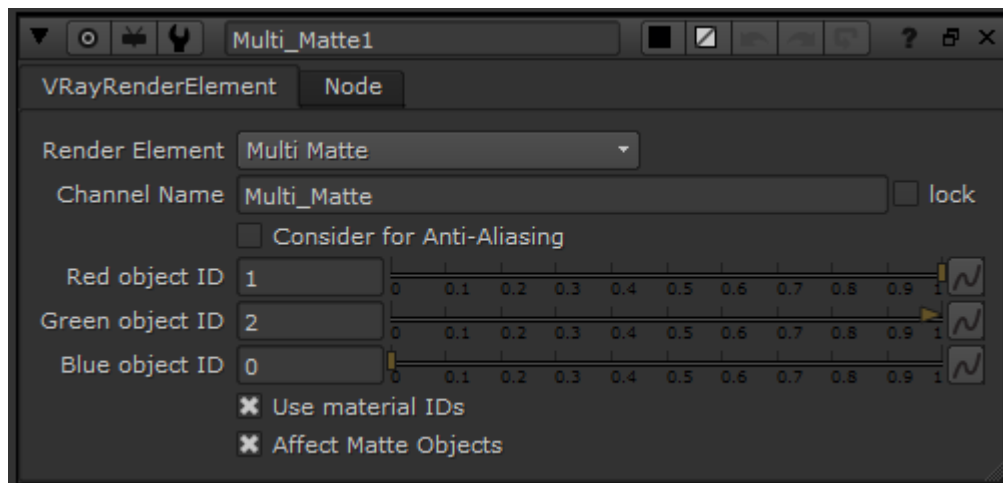 Multi_Matte1 ?
VRayRenderElement Node
Render Element Multi Matte
Channel Name Multi_Matte lock
Consider for Anti-Aliasing
Red object ID 1 0 0.1 0.2 0.3 0.4 0.5 0.6 0.7 0.8 0.9 1
Green object ID 2 0 0.1 0.2 0.3 0.4 0.5 0.6 0.7 0.8 0.9 1
Blue object ID 0 0 0.1 0.2 0.3 0.4 0.5 0.6 0.7 0.8 0.9 1
Use material IDs
Affect Matte Objects